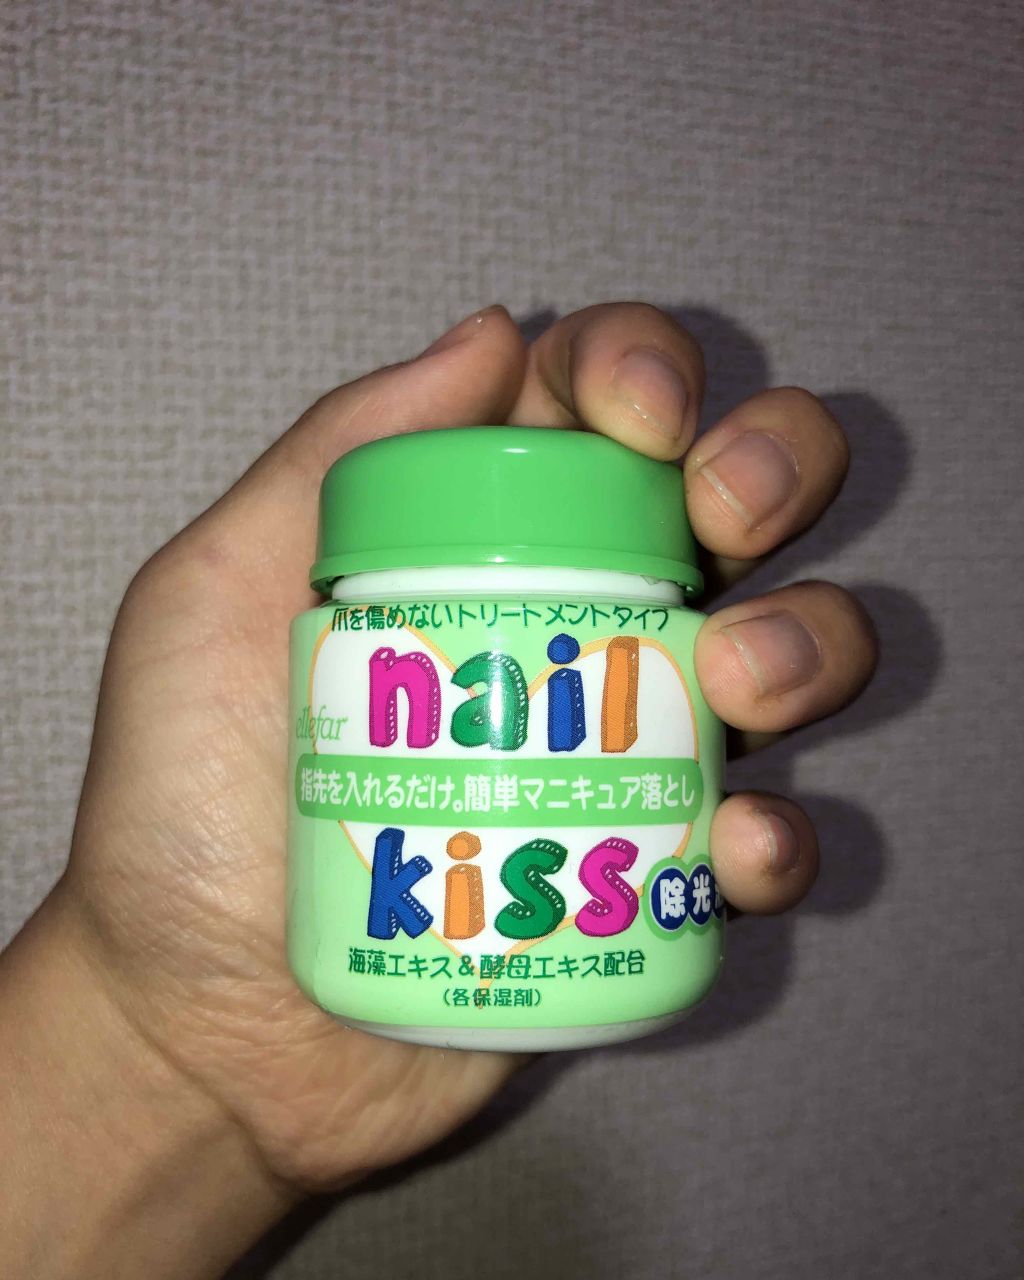 爪を傷めないトリートメントタイプ
nail
ellefar
指先を入れるだけ。簡単マニキュア落とし
kiss
除光
海藻エキス&酵母エキス配合
(各保湿剤)